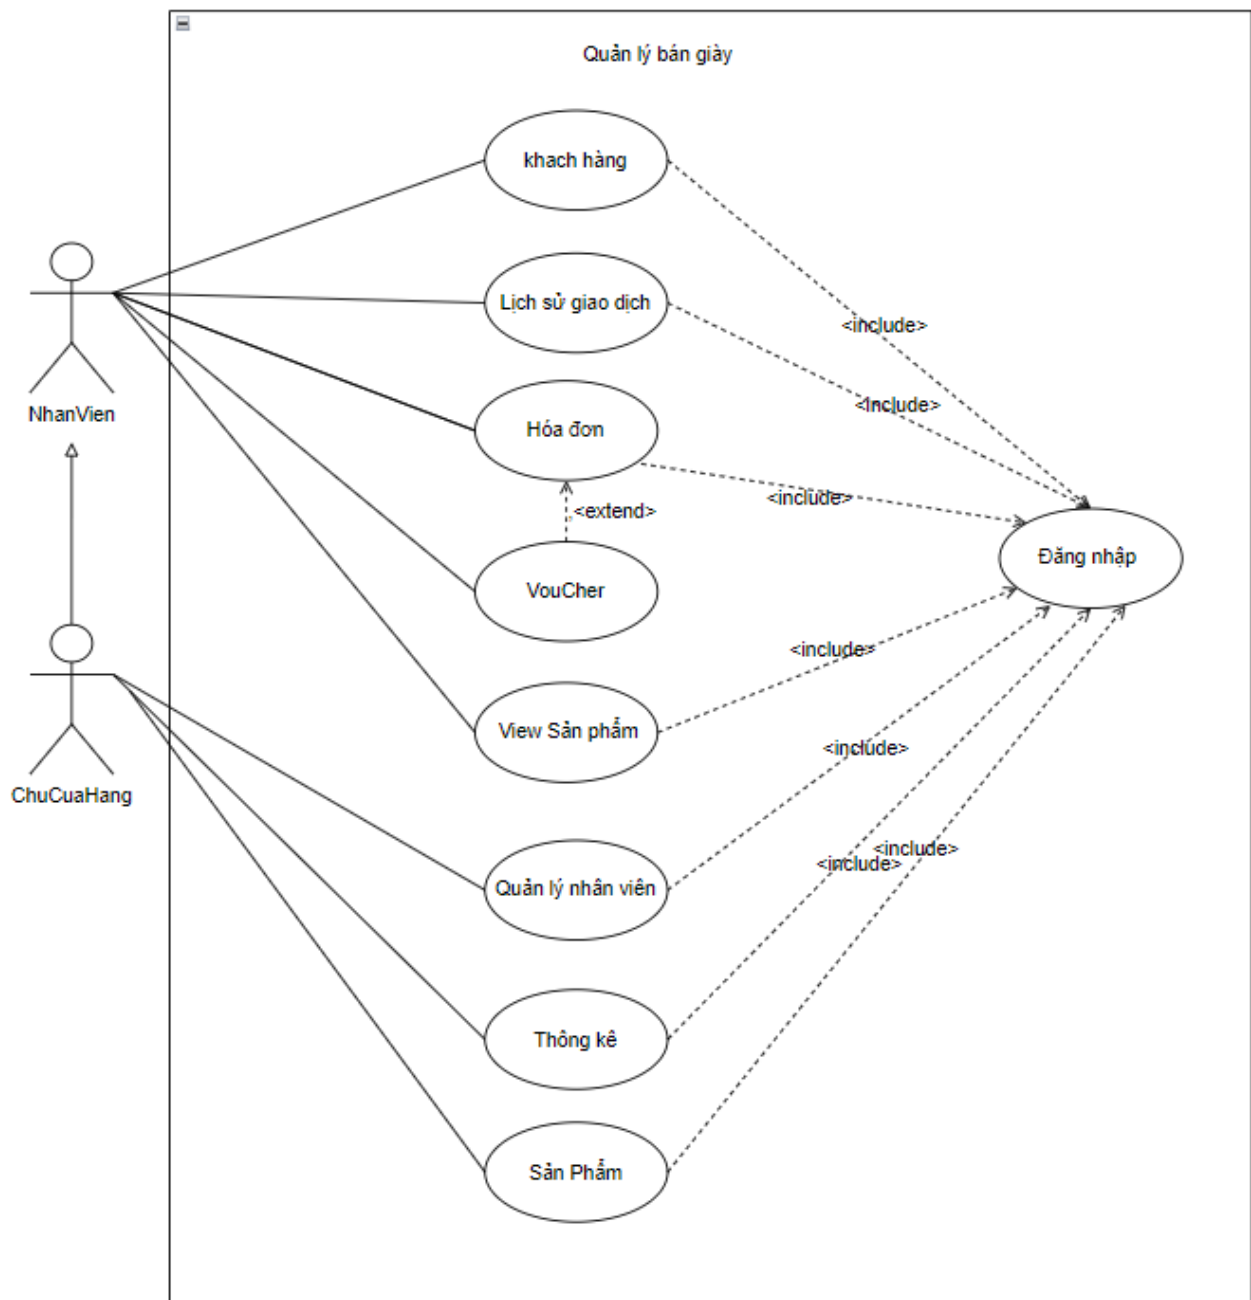 Quản lý bán giày
khach hàng
Lịch sử giao dịch
<include>
<Include>
NhanVien
Hóa đơn
<include>
<extend>
Đăng nhập
VouCher
<include>
View Sản phẩm
<include>
ChuCuaHang
<include>
<include>
Quản lý nhân viên
Thông kê
Sản Phẩm